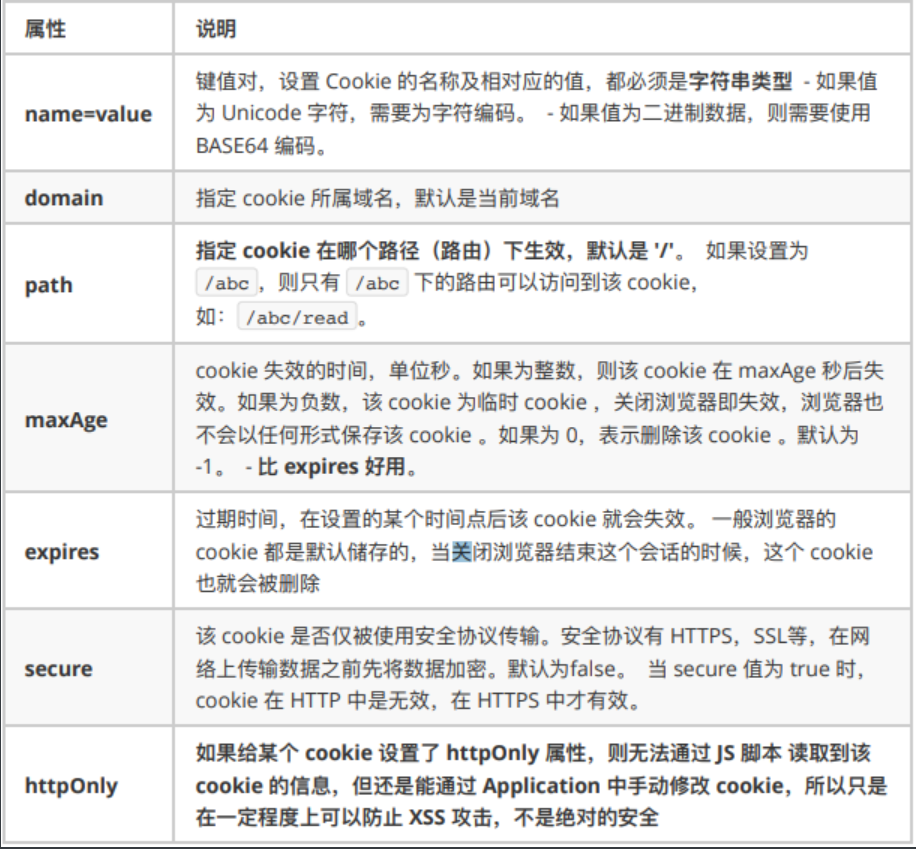 属性 说明
name=value
键值对，设置 Cookie 的名称及相对应的值，都必须是字符串类型 - 如果值
为 Unicode 字符，需要为字符编码。 - 如果值为二进制数据，则需要使用
BASE64 编码。
domain 指定 cookie 所属域名，默认是当前域名
path
指定 cookie 在哪个路径（路由）下生效，默认是 '/'。 如果设置为
/abc ，则只有 /abc 下的路由可以访问到该 cookie，
如： /abc/read 。
maxAge
cookie 失效的时间，单位秒。如果为整数，则该 cookie 在 maxAge 秒后失
效。如果为负数，该 cookie 为临时 cookie ，关闭浏览器即失效，浏览器也
不会以任何形式保存该 cookie 。如果为 0，表示删除该 cookie 。默认为
-1。 - 比 expires 好用。
expires
过期时间，在设置的某个时间点后该 cookie 就会失效。 一般浏览器的
cookie 都是默认储存的，当关闭浏览器结束这个会话的时候，这个 cookie
也就会被删除
secure
该 cookie 是否仅被使用安全协议传输。安全协议有 HTTPS，SSL等，在网
络上传输数据之前先将数据加密。默认为false。 当 secure 值为 true 时，
cookie 在 HTTP 中是无效，在 HTTPS 中才有效。
httpOnly
如果给某个 cookie 设置了 httpOnly 属性，则无法通过 JS 脚本 读取到该
cookie 的信息，但还是能通过 Application 中手动修改 cookie，所以只是
在一定程度上可以防止 XSS 攻击，不是绝对的安全